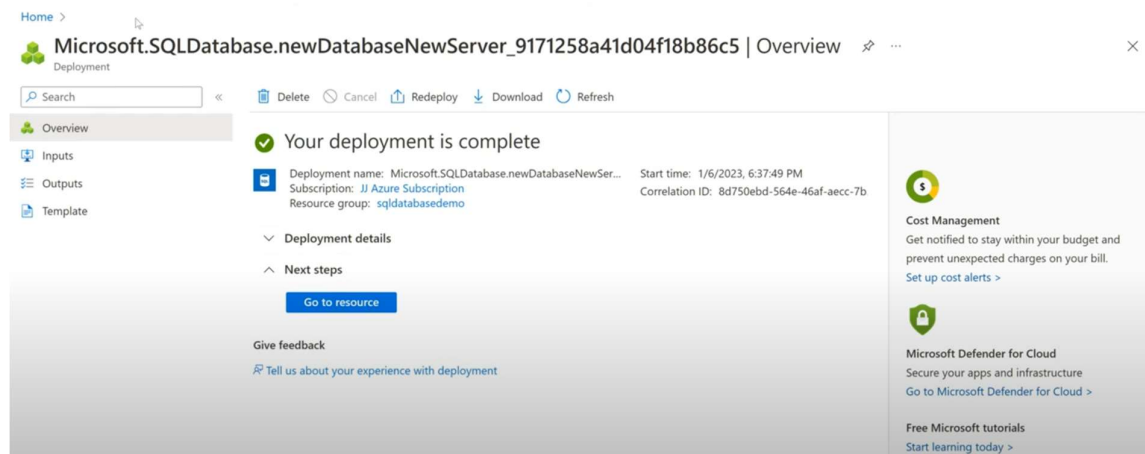 Home >
Microsoft.SQLDatabase.newDatabaseNewServer_9171258a41d04f18b86c5 | Overview
Deployment
Search
Delete Cancel Redeploy Download Refresh
Overview
Inputs
Outputs
Template
Your deployment is complete
Deployment name: Microsoft.SQLDatabase.newDatabaseNewSer...
Subscription: JJ Azure Subscription
Resource group: sqldatabasedemo
Start time: 1/6/2023, 6:37:49 PM
Correlation ID: 8d750ebd-564e-46af-aecc-7b
Deployment details
Next steps
Go to resource
Give feedback
Tell us about your experience with deployment
Cost Management
Get notified to stay within your budget and
prevent unexpected charges on your bill.
Set up cost alerts >
Microsoft Defender for Cloud
Secure your apps and infrastructure
Go to Microsoft Defender for Cloud >
Free Microsoft tutorials
Start learning today >